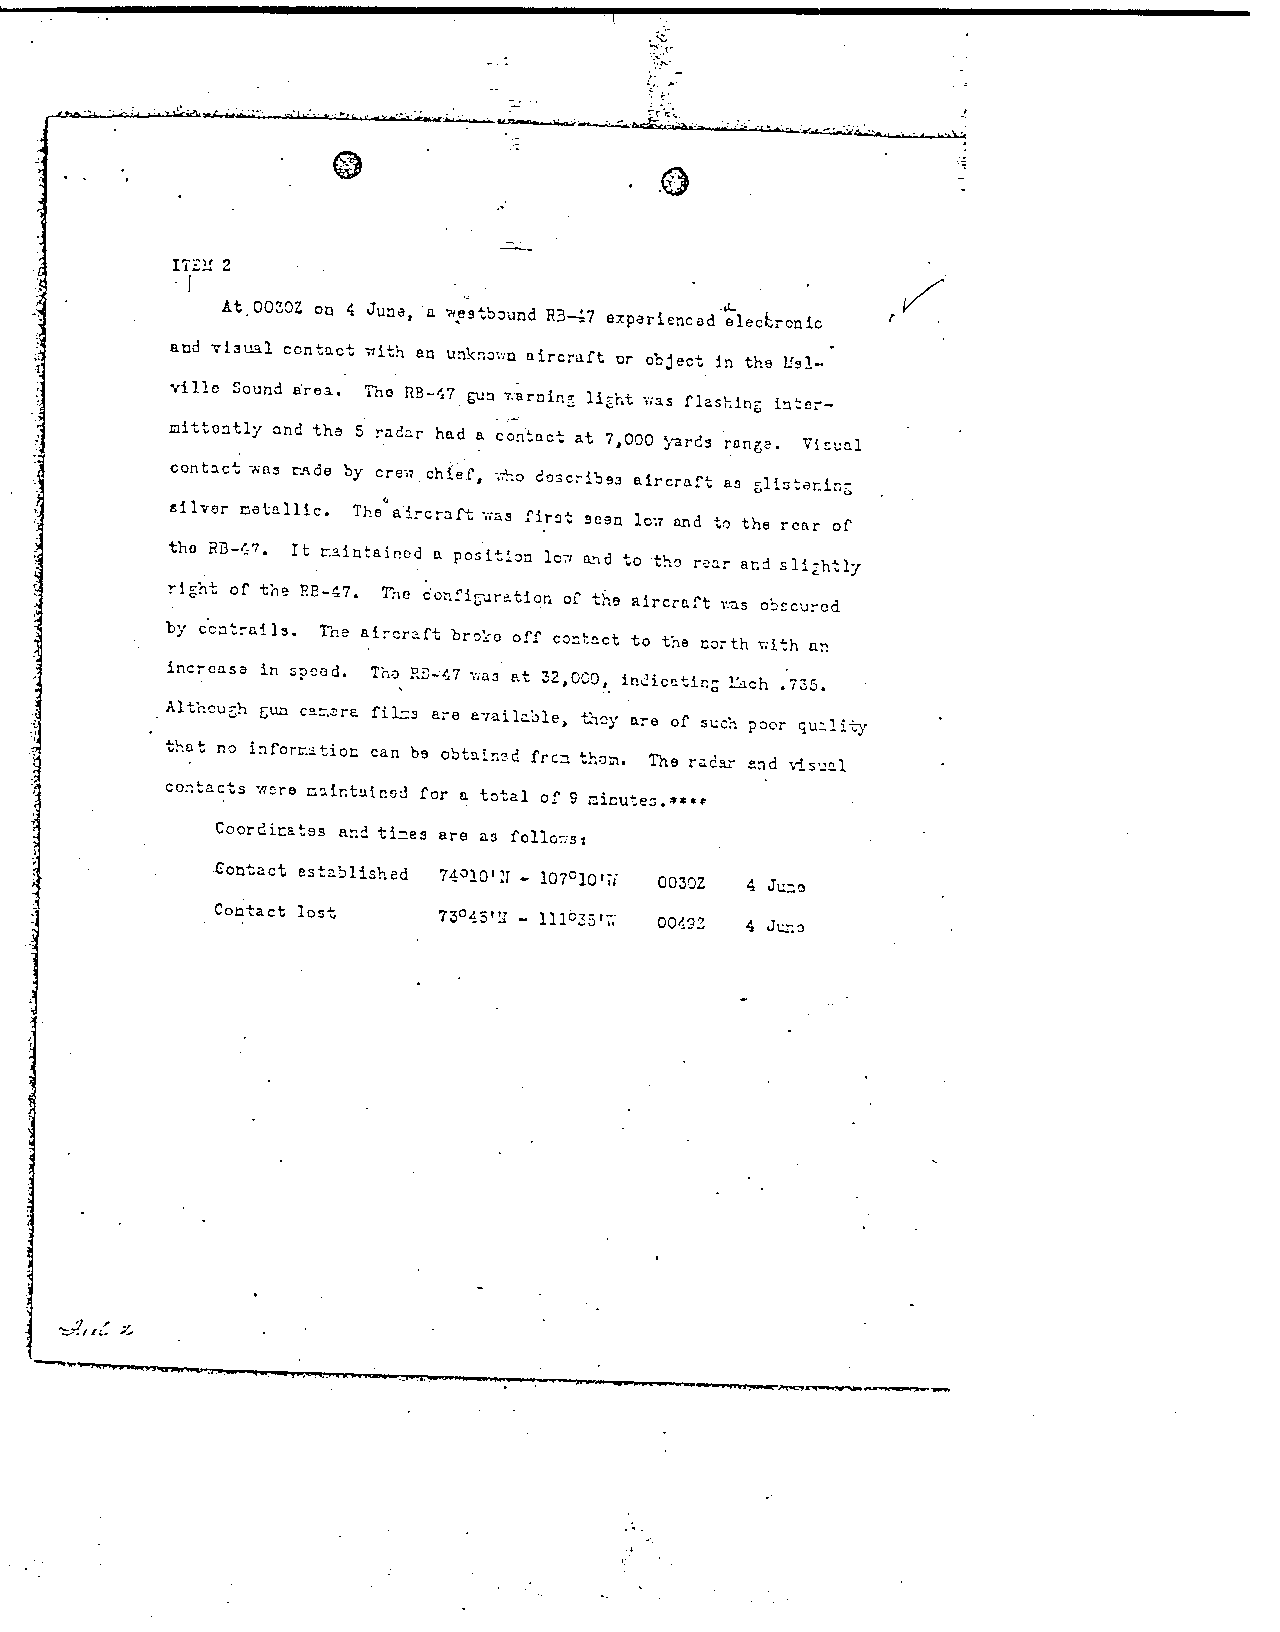 ITEM 2
At 0030Z on 4 June, a westbound RB-47 experienced electronic
and visual contact with an unknown aircraft or object in the Mel-
ville Sound area. The RB-47 gun warning light was flashing inter-
mittently and the 5 radar had a contact at 7,000 yards range. Visual
contact was made by crew chief, who describes aircraft as glistening
silver metallic. The aircraft was first seen low and to the rear of
the RB-47. It maintained a position low and to the rear and slightly
right of the RB-47. The configuration of the aircraft was obscured
by contrails. The aircraft broke off contact to the north with an
increase in speed. The RB-47 was at 32,000, indicating Mach .735.
Although gun camera films are available, they are of such poor quality
that no information can be obtained from them. The radar and visual
contacts were maintained for a total of 9 minutes.****
Coordinates and times are as follows:
Contact established 74°10'N - 107°10'W 0030Z 4 June
Contact lost 73°45'N - 111°35'W 4 June